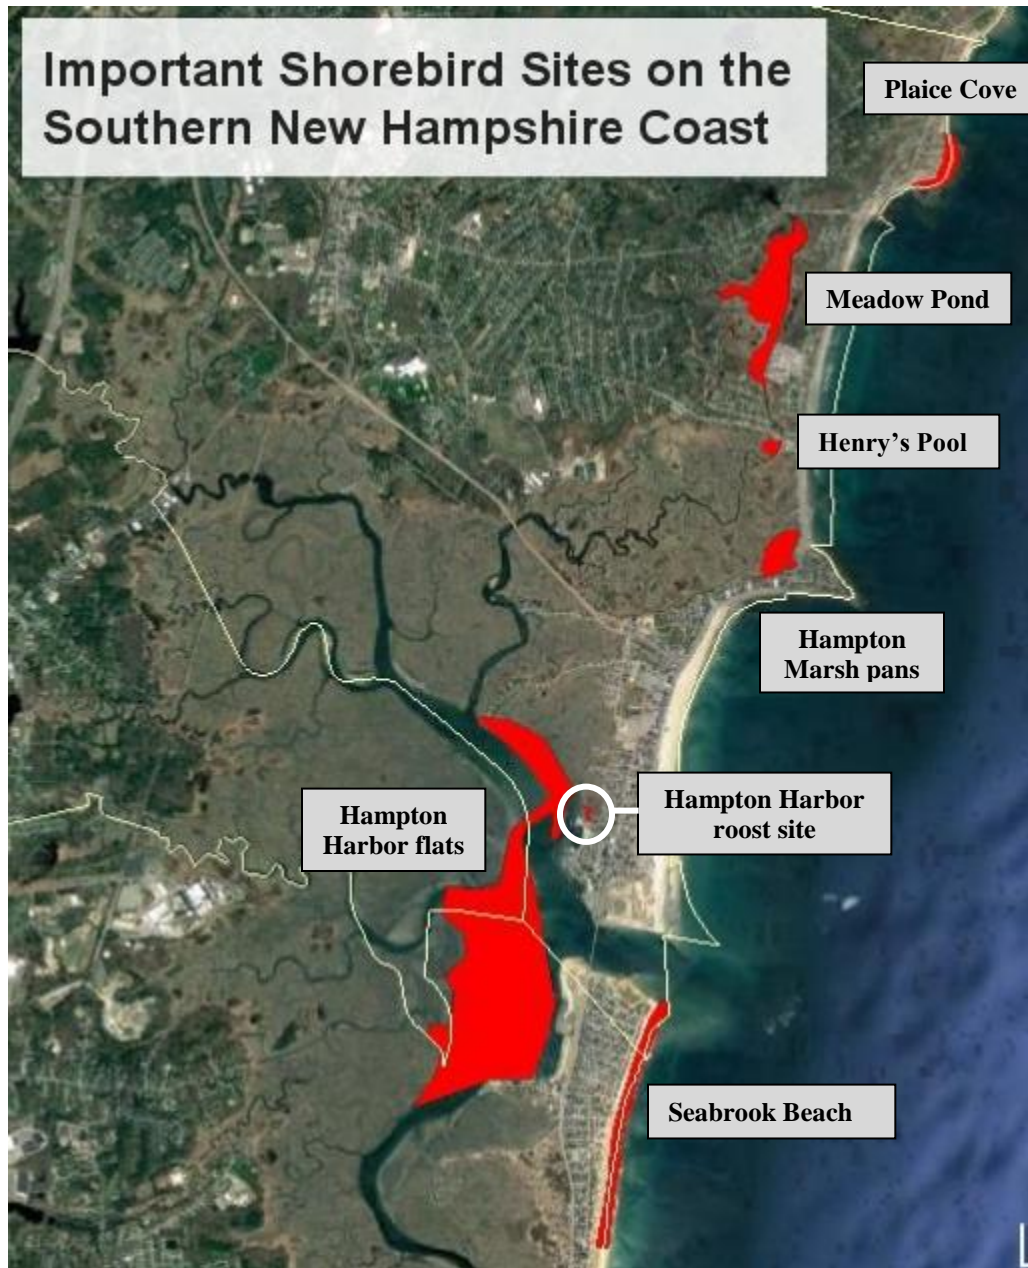 Important Shorebird Sites on the
Southern New Hampshire Coast
Plaice Cove
Meadow Pond
Henry's Pool
Hampton
Marsh pans
Hampton Harbor
roost site
Hampton
Harbor flats
Seabrook Beach